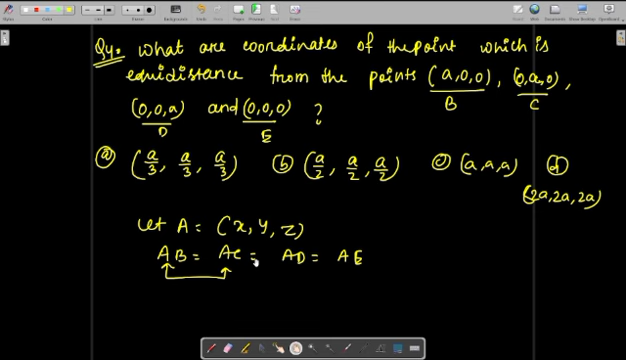 Q4. What are coordinates of the point which is
equidistance from the points (a,0,0), (0,a,0),
B C
(0,0,a) and (0,0,0) ?
D E
(a) (a/3, a/3, a/3) (b) (a/2, a/2, a/2) (c) (a,a,a) (d)
(2a, 2a, 2a)
let A = (x, y, z)
AB = AC = AD = AE